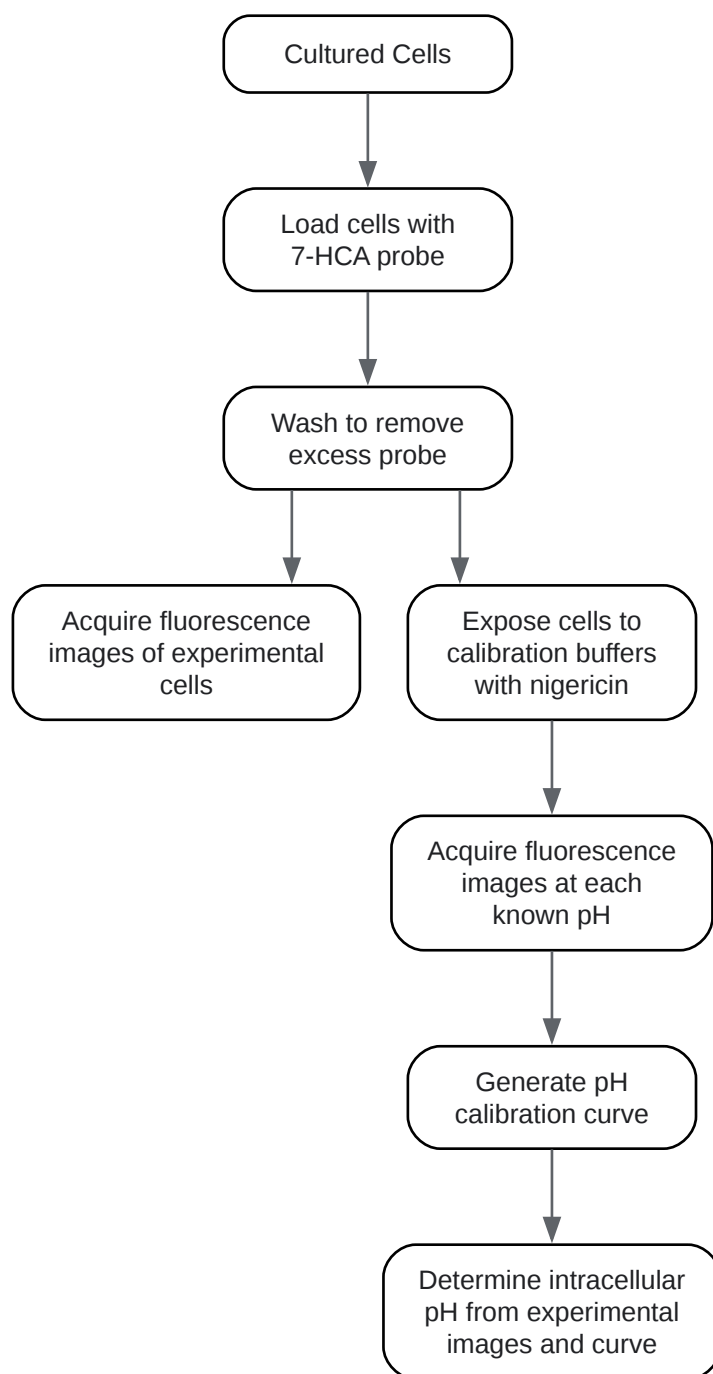 Cultured Cells
Load cells with
7-HCA probe
Wash to remove
excess probe
Acquire fluorescence
images of experimental
cells
Expose cells to
calibration buffers
with nigericin
Acquire fluorescence
images at each
known pH
Generate pH
calibration curve
Determine intracellular
pH from experimental
images and curve